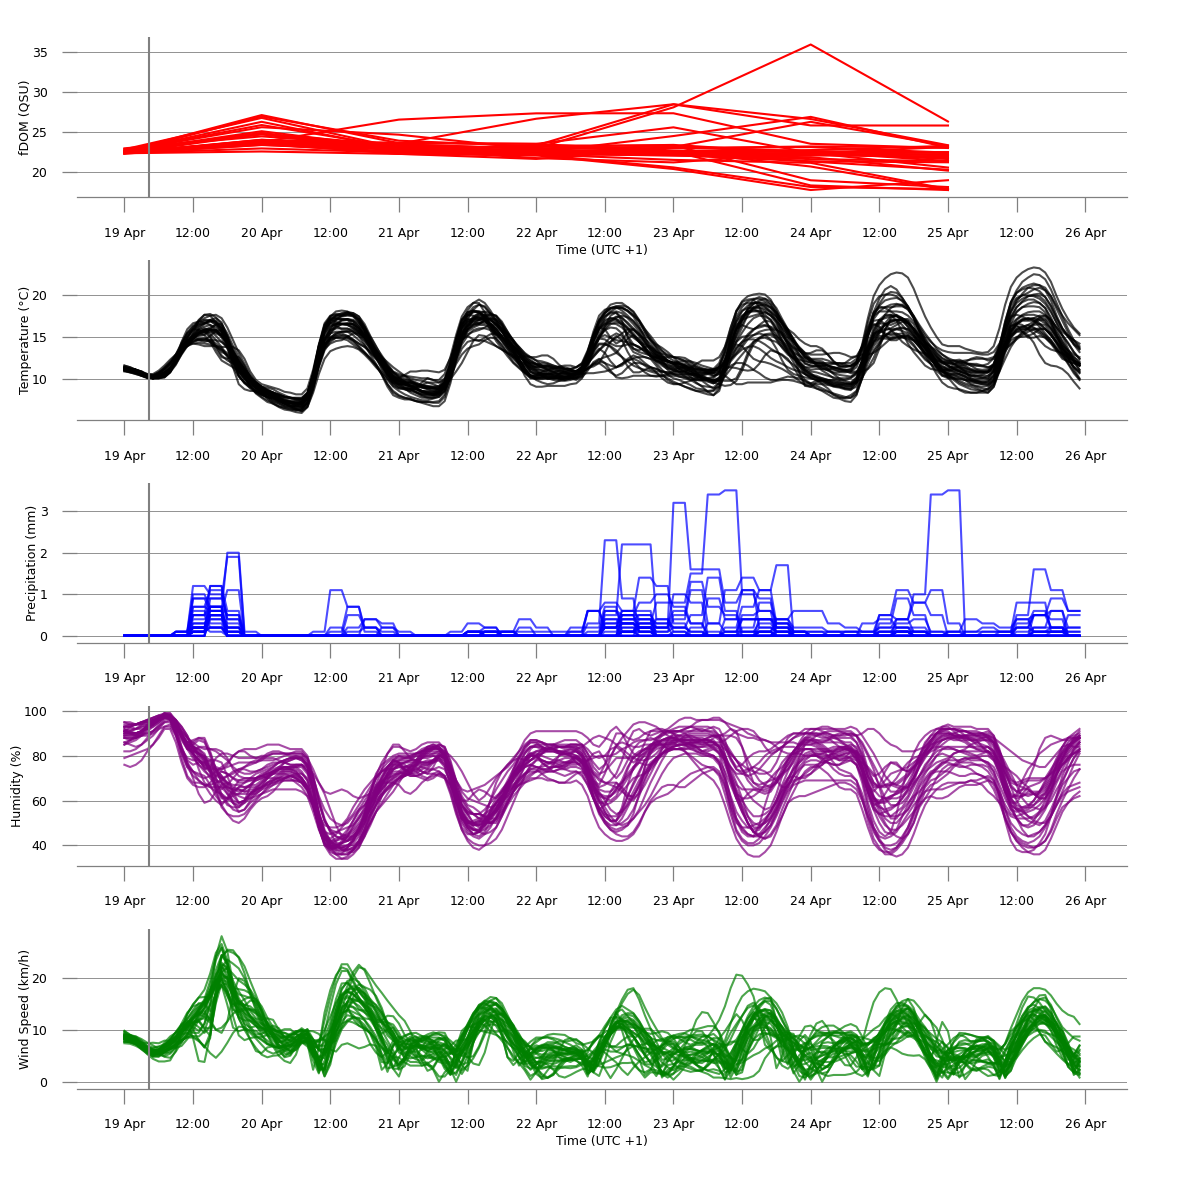 fDOM (QSU)
35
30
25
20
19 Apr 12:00 20 Apr 12:00 21 Apr 12:00 22 Apr 12:00 23 Apr 12:00 24 Apr 12:00 25 Apr 12:00 26 Apr
Time (UTC +1)
Temperature (°C)
20
15
10
19 Apr 12:00 20 Apr 12:00 21 Apr 12:00 22 Apr 12:00 23 Apr 12:00 24 Apr 12:00 25 Apr 12:00 26 Apr
Precipitation (mm)
3
2
1
0
19 Apr 12:00 20 Apr 12:00 21 Apr 12:00 22 Apr 12:00 23 Apr 12:00 24 Apr 12:00 25 Apr 12:00 26 Apr
Humidity (%)
100
80
60
40
19 Apr 12:00 20 Apr 12:00 21 Apr 12:00 22 Apr 12:00 23 Apr 12:00 24 Apr 12:00 25 Apr 12:00 26 Apr
Wind Speed (km/h)
20
10
0
19 Apr 12:00 20 Apr 12:00 21 Apr 12:00 22 Apr 12:00 23 Apr 12:00 24 Apr 12:00 25 Apr 12:00 26 Apr
Time (UTC +1)